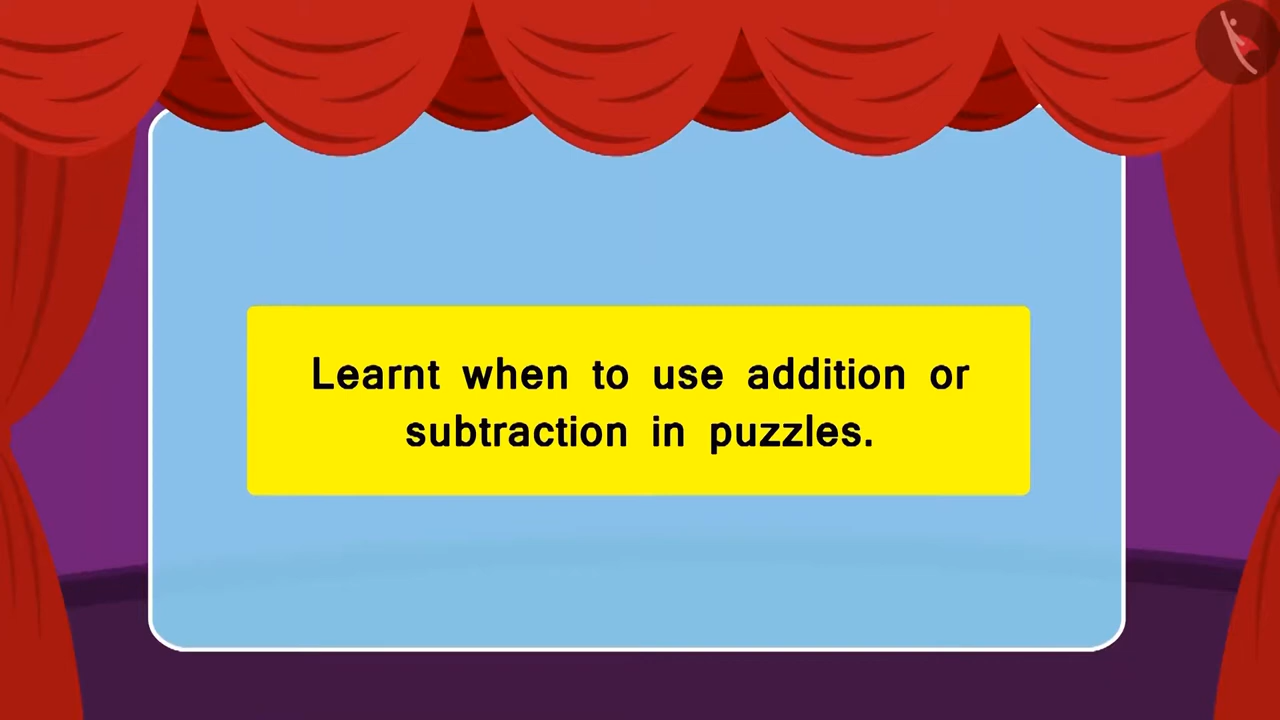 Learnt when to use addition or
subtraction in puzzles.